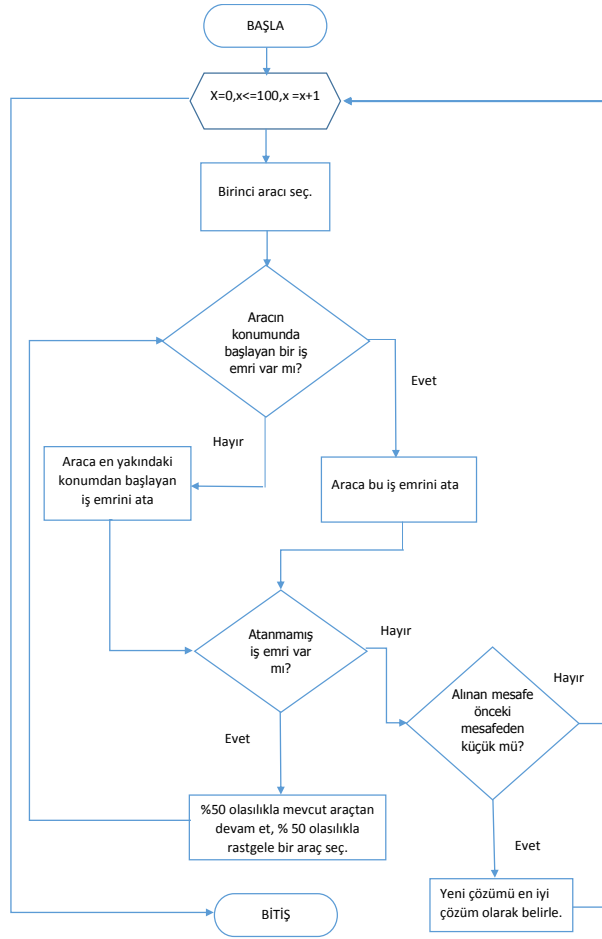 BAŞLA
X=0,x<=100,x =x+1
Birinci aracı seç.
Aracın
konumunda
başlayan bir iş
emri var mı?
Evet
Hayır
Araca en yakındaki
konumdan başlayan
iş emrini ata
Araca bu iş emrini ata
Atanmamış
iş emri var
mı?
Hayır
Evet
Alınan mesafe
önceki
mesafeden
küçük mü?
Hayır
Evet
%50 olasılıkla mevcut araçtan
devam et, % 50 olasılıkla
rastgele bir araç seç.
Yeni çözümü en iyi
çözüm olarak belirle.
BİTİŞ